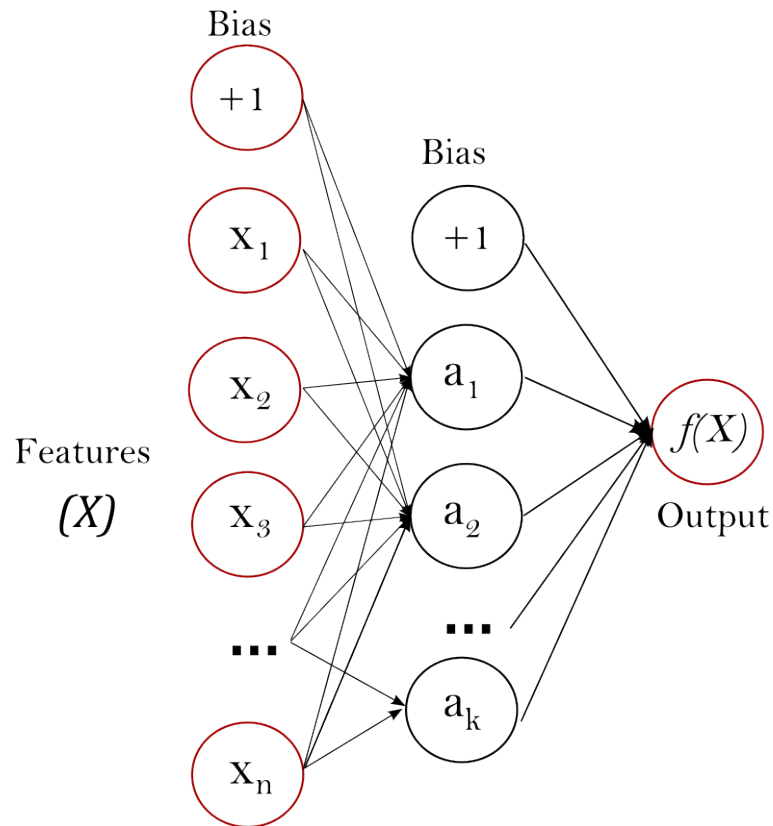 Bias
+1
x₁
x₂
Features
(X)
x₃
...
xₙ
Bias
+1
a₁
a₂
...
aₖ
f(X)
Output